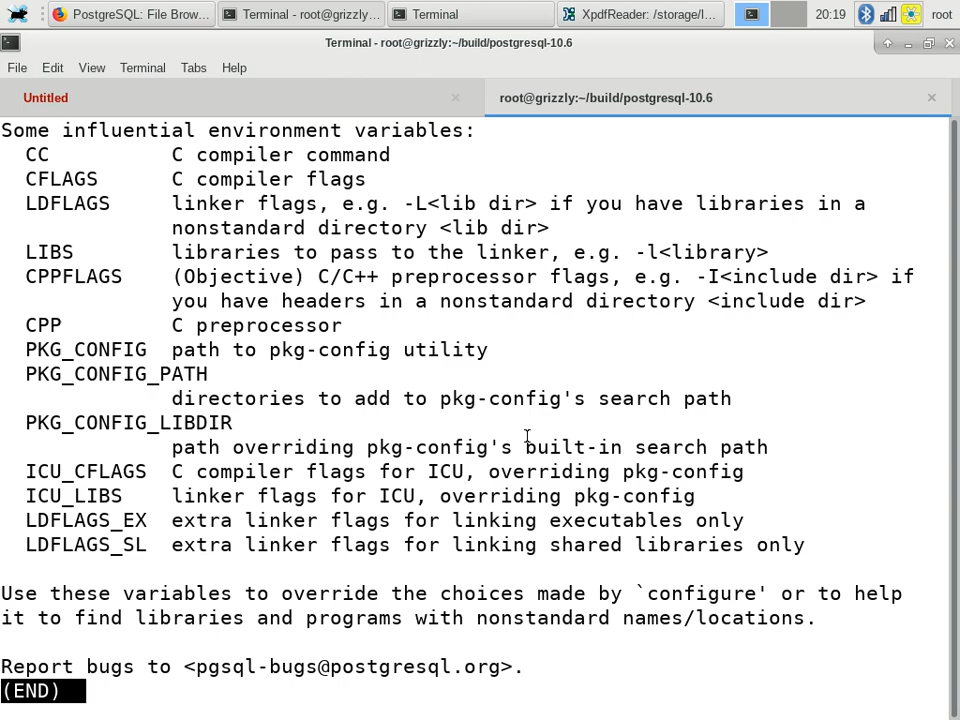 PostgreSQL: File Brow...
Terminal - root@grizzly:...
Terminal
XpdfReader: /storage/l...
20:19
root
Terminal - root@grizzly:~/build/postgresql-10.6
File Edit View Terminal Tabs Help
Untitled
root@grizzly:~/build/postgresql-10.6
Some influential environment variables:
  CC          C compiler command
  CFLAGS      C compiler flags
  LDFLAGS     linker flags, e.g. -L<lib dir> if you have libraries in a
              nonstandard directory <lib dir>
  LIBS        libraries to pass to the linker, e.g. -l<library>
  CPPFLAGS    (Objective) C/C++ preprocessor flags, e.g. -I<include dir> if
              you have headers in a nonstandard directory <include dir>
  CPP         C preprocessor
  PKG_CONFIG  path to pkg-config utility
  PKG_CONFIG_PATH
              directories to add to pkg-config's search path
  PKG_CONFIG_LIBDIR
              path overriding pkg-config's built-in search path
  ICU_CFLAGS  C compiler flags for ICU, overriding pkg-config
  ICU_LIBS    linker flags for ICU, overriding pkg-config
  LDFLAGS_EX  extra linker flags for linking executables only
  LDFLAGS_SL  extra linker flags for linking shared libraries only

Use these variables to override the choices made by `configure' or to help
it to find libraries and programs with nonstandard names/locations.

Report bugs to <pgsql-bugs@postgresql.org>.
(END)